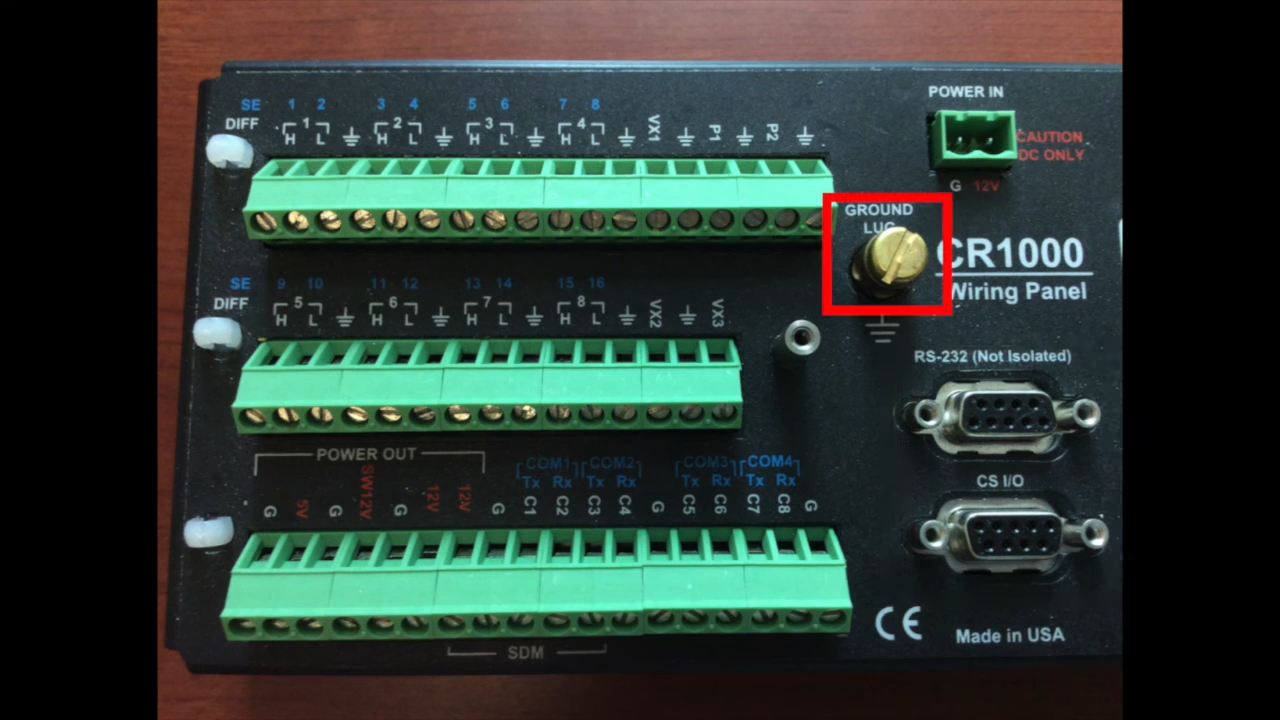 SE 1 2 3 4 5 6 7 8
DIFF 1 2 3 4 VX1 P1 P2
H L H L H L H L
POWER IN
CAUTION
DC ONLY
G 12V
GROUND
LUG
CR1000
Wiring Panel
SE 9 10 11 12 13 14 15 16
DIFF 5 6 7 8 VX2 VX3
H L H L H L H L
RS-232 (Not Isolated)
POWER OUT
COM1 COM2 COM3 COM4
Tx Rx Tx Rx Tx Rx
G 5V G SW12V G 12V 12V G C1 C2 C3 C4 G C5 C6 C7 C8 G
CS I/O
SDM
CE
Made in USA